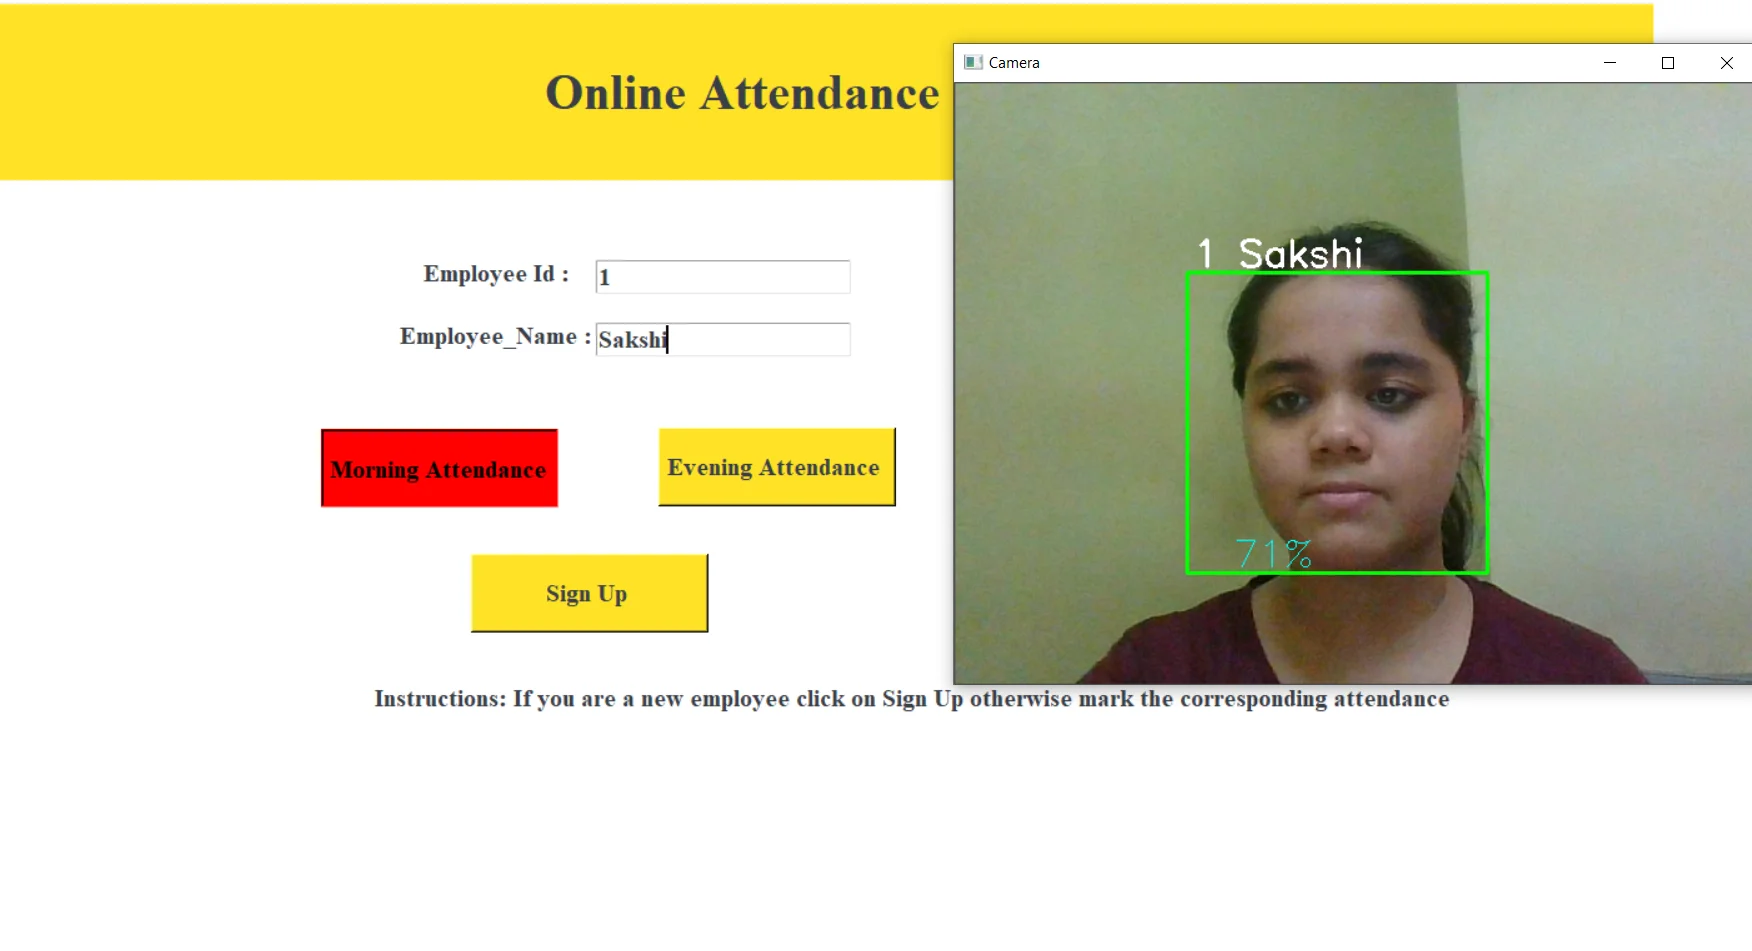 Online Attendance
Camera
1 Sakshi
71%
Employee Id :
1
Employee_Name :
Sakshi
Morning Attendance
Evening Attendance
Sign Up
Instructions: If you are a new employee click on Sign Up otherwise mark the corresponding attendance